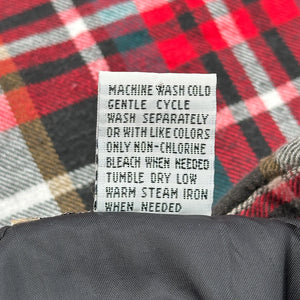 MACHINE WASH COLD
GENTLE CYCLE
WASH SEPARATELY
OR WITH LIKE COLORS
ONLY NON-CHLORINE
BLEACH WHEN NEEDED
TUMBLE DRY LOW
WARM STEAM IRON
WHEN NEEDED